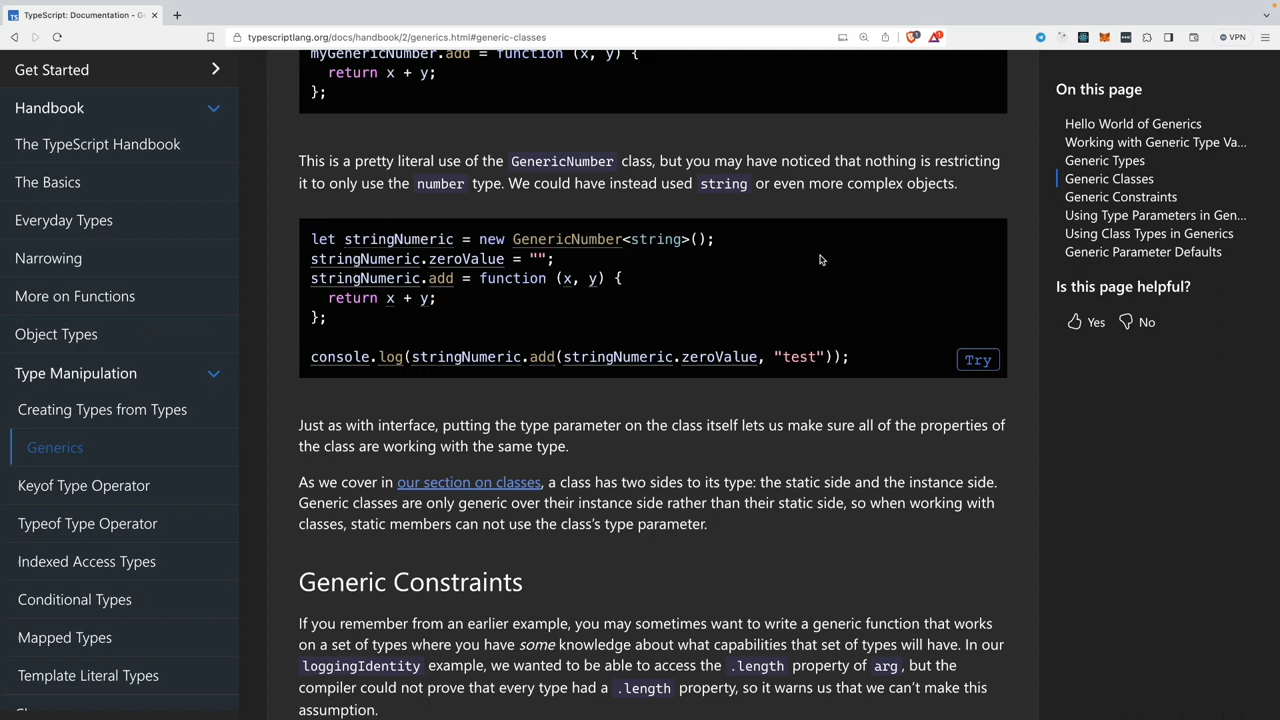 TypeScript: Documentation - G
typescriptlang.org/docs/handbook/2/generics.html#generic-classes
VPN
Get Started
Handbook
The TypeScript Handbook
The Basics
Everyday Types
Narrowing
More on Functions
Object Types
Type Manipulation
Creating Types from Types
Generics
Keyof Type Operator
Typeof Type Operator
Indexed Access Types
Conditional Types
Mapped Types
Template Literal Types
myGenericNumber.add = function (x, y) {
return x + y;
};
This is a pretty literal use of the GenericNumber class, but you may have noticed that nothing is restricting
it to only use the number type. We could have instead used string or even more complex objects.
let stringNumeric = new GenericNumber<string>();
stringNumeric.zeroValue = "";
stringNumeric.add = function (x, y) {
return x + y;
};
console.log(stringNumeric.add(stringNumeric.zeroValue, "test"));
Try
Just as with interface, putting the type parameter on the class itself lets us make sure all of the properties of
the class are working with the same type.
As we cover in our section on classes, a class has two sides to its type: the static side and the instance side.
Generic classes are only generic over their instance side rather than their static side, so when working with
classes, static members can not use the class’s type parameter.
Generic Constraints
If you remember from an earlier example, you may sometimes want to write a generic function that works
on a set of types where you have some knowledge about what capabilities that set of types will have. In our
loggingIdentity example, we wanted to be able to access the .length property of arg, but the
compiler could not prove that every type had a .length property, so it warns us that we can’t make this
assumption.
On this page
Hello World of Generics
Working with Generic Type Va...
Generic Types
Generic Classes
Generic Constraints
Using Type Parameters in Gen...
Using Class Types in Generics
Generic Parameter Defaults
Is this page helpful?
Yes No